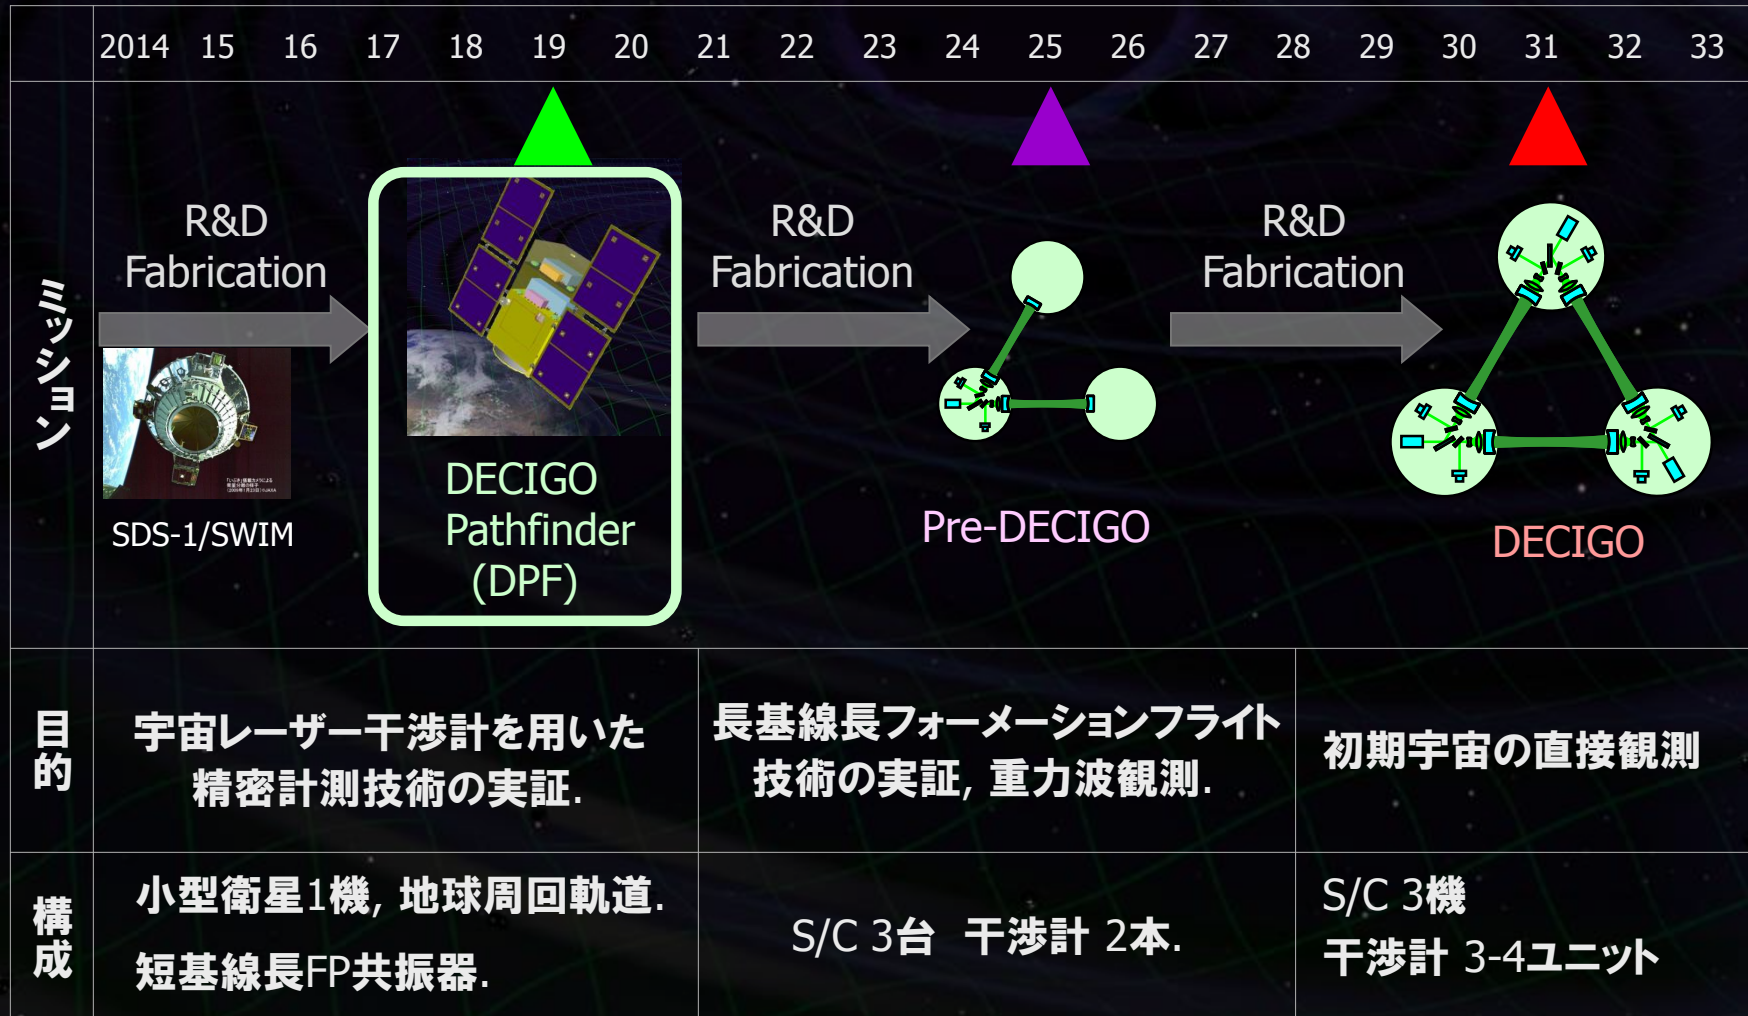 2014 15 16 17 18 19 20 21 22 23 24 25 26 27 28 29 30 31 32 33
ミッション
R&D
Fabrication
SDS-1/SWIM
DECIGO
Pathfinder
(DPF)
R&D
Fabrication
Pre-DECIGO
R&D
Fabrication
DECIGO
目的
宇宙レーザー干渉計を用いた
精密計測技術の実証.
長基線長フォーメーションフライト
技術の実証, 重力波観測.
初期宇宙の直接観測
構成
小型衛星1機, 地球周回軌道.
短基線長FP共振器.
S/C 3台 干渉計 2本.
S/C 3機
干渉計 3-4ユニット